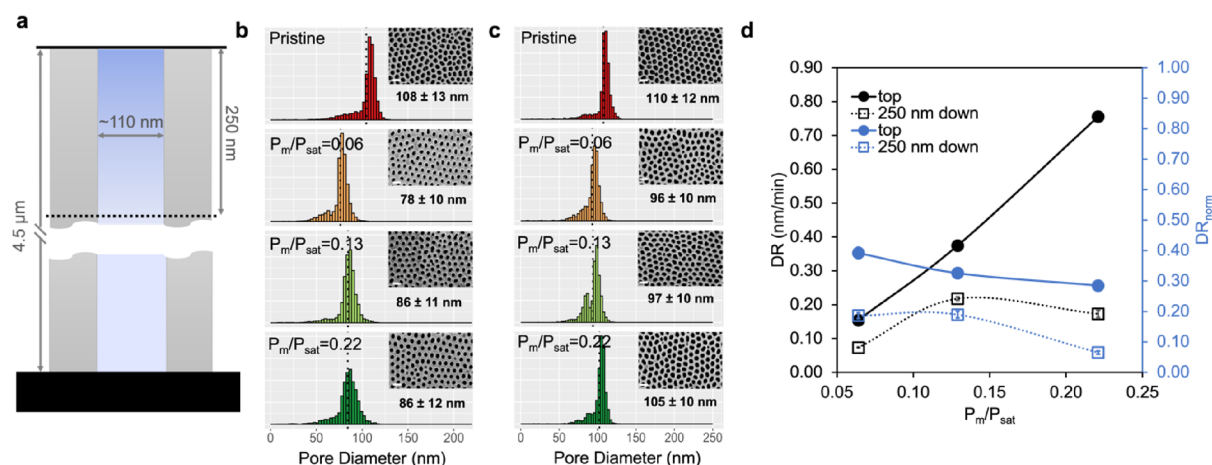 a
~110 nm
250 nm
4.5 µm
b
Pristine
108 ± 13 nm
Pm/Psat=0.06
78 ± 10 nm
Pm/Psat=0.13
86 ± 11 nm
Pm/Psat=0.22
86 ± 12 nm
0 50 100 150 200
Pore Diameter (nm)
c
Pristine
110 ± 12 nm
Pm/Psat=0.06
96 ± 10 nm
Pm/Psat=0.13
97 ± 10 nm
Pm/Psat=0.22
105 ± 10 nm
0 50 100 150 200 250
Pore Diameter (nm)
d
top
250 nm down
top
250 nm down
DR (nm/min)
0.90
0.80
0.70
0.60
0.50
0.40
0.30
0.20
0.10
0.00
0.05 0.10 0.15 0.20 0.25
Pm/Psat
1.00
0.90
0.80
0.70
0.60
0.50
0.40
0.30
0.20
0.10
0.00
DRnorm